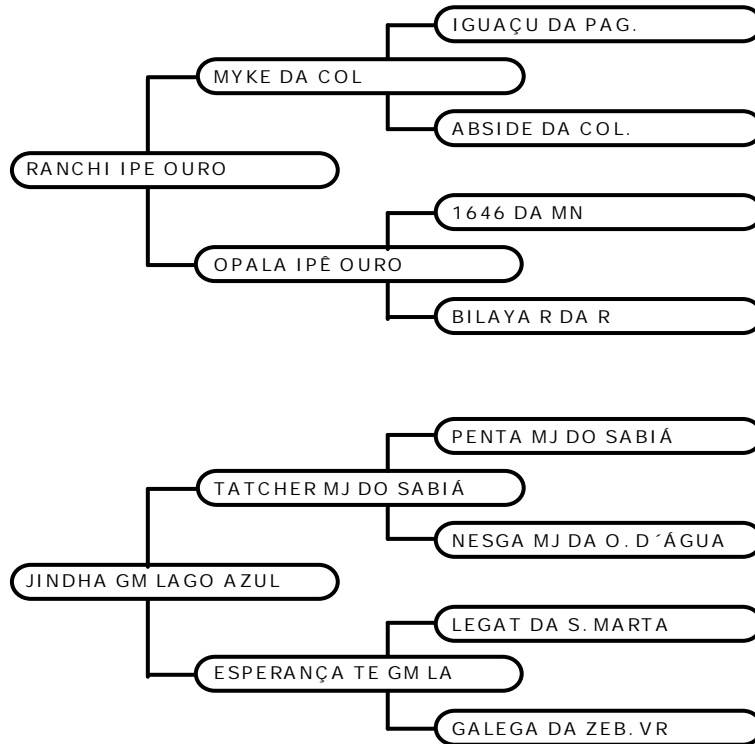 IGUAÇU DA PAG.
MYKE DA COL
ABSIDE DA COL.
RANCHI IPE OURO
1646 DA MN
OPALA IPÊ OURO
BILAYA R DA R
PENTA MJ DO SABIÁ
TATCHER MJ DO SABIÁ
NESGA MJ DA O. D´ÁGUA
JINDHA GM LAGO AZUL
LEGAT DA S. MARTA
ESPERANÇA TE GM LA
GALEGA DA ZEB. VR